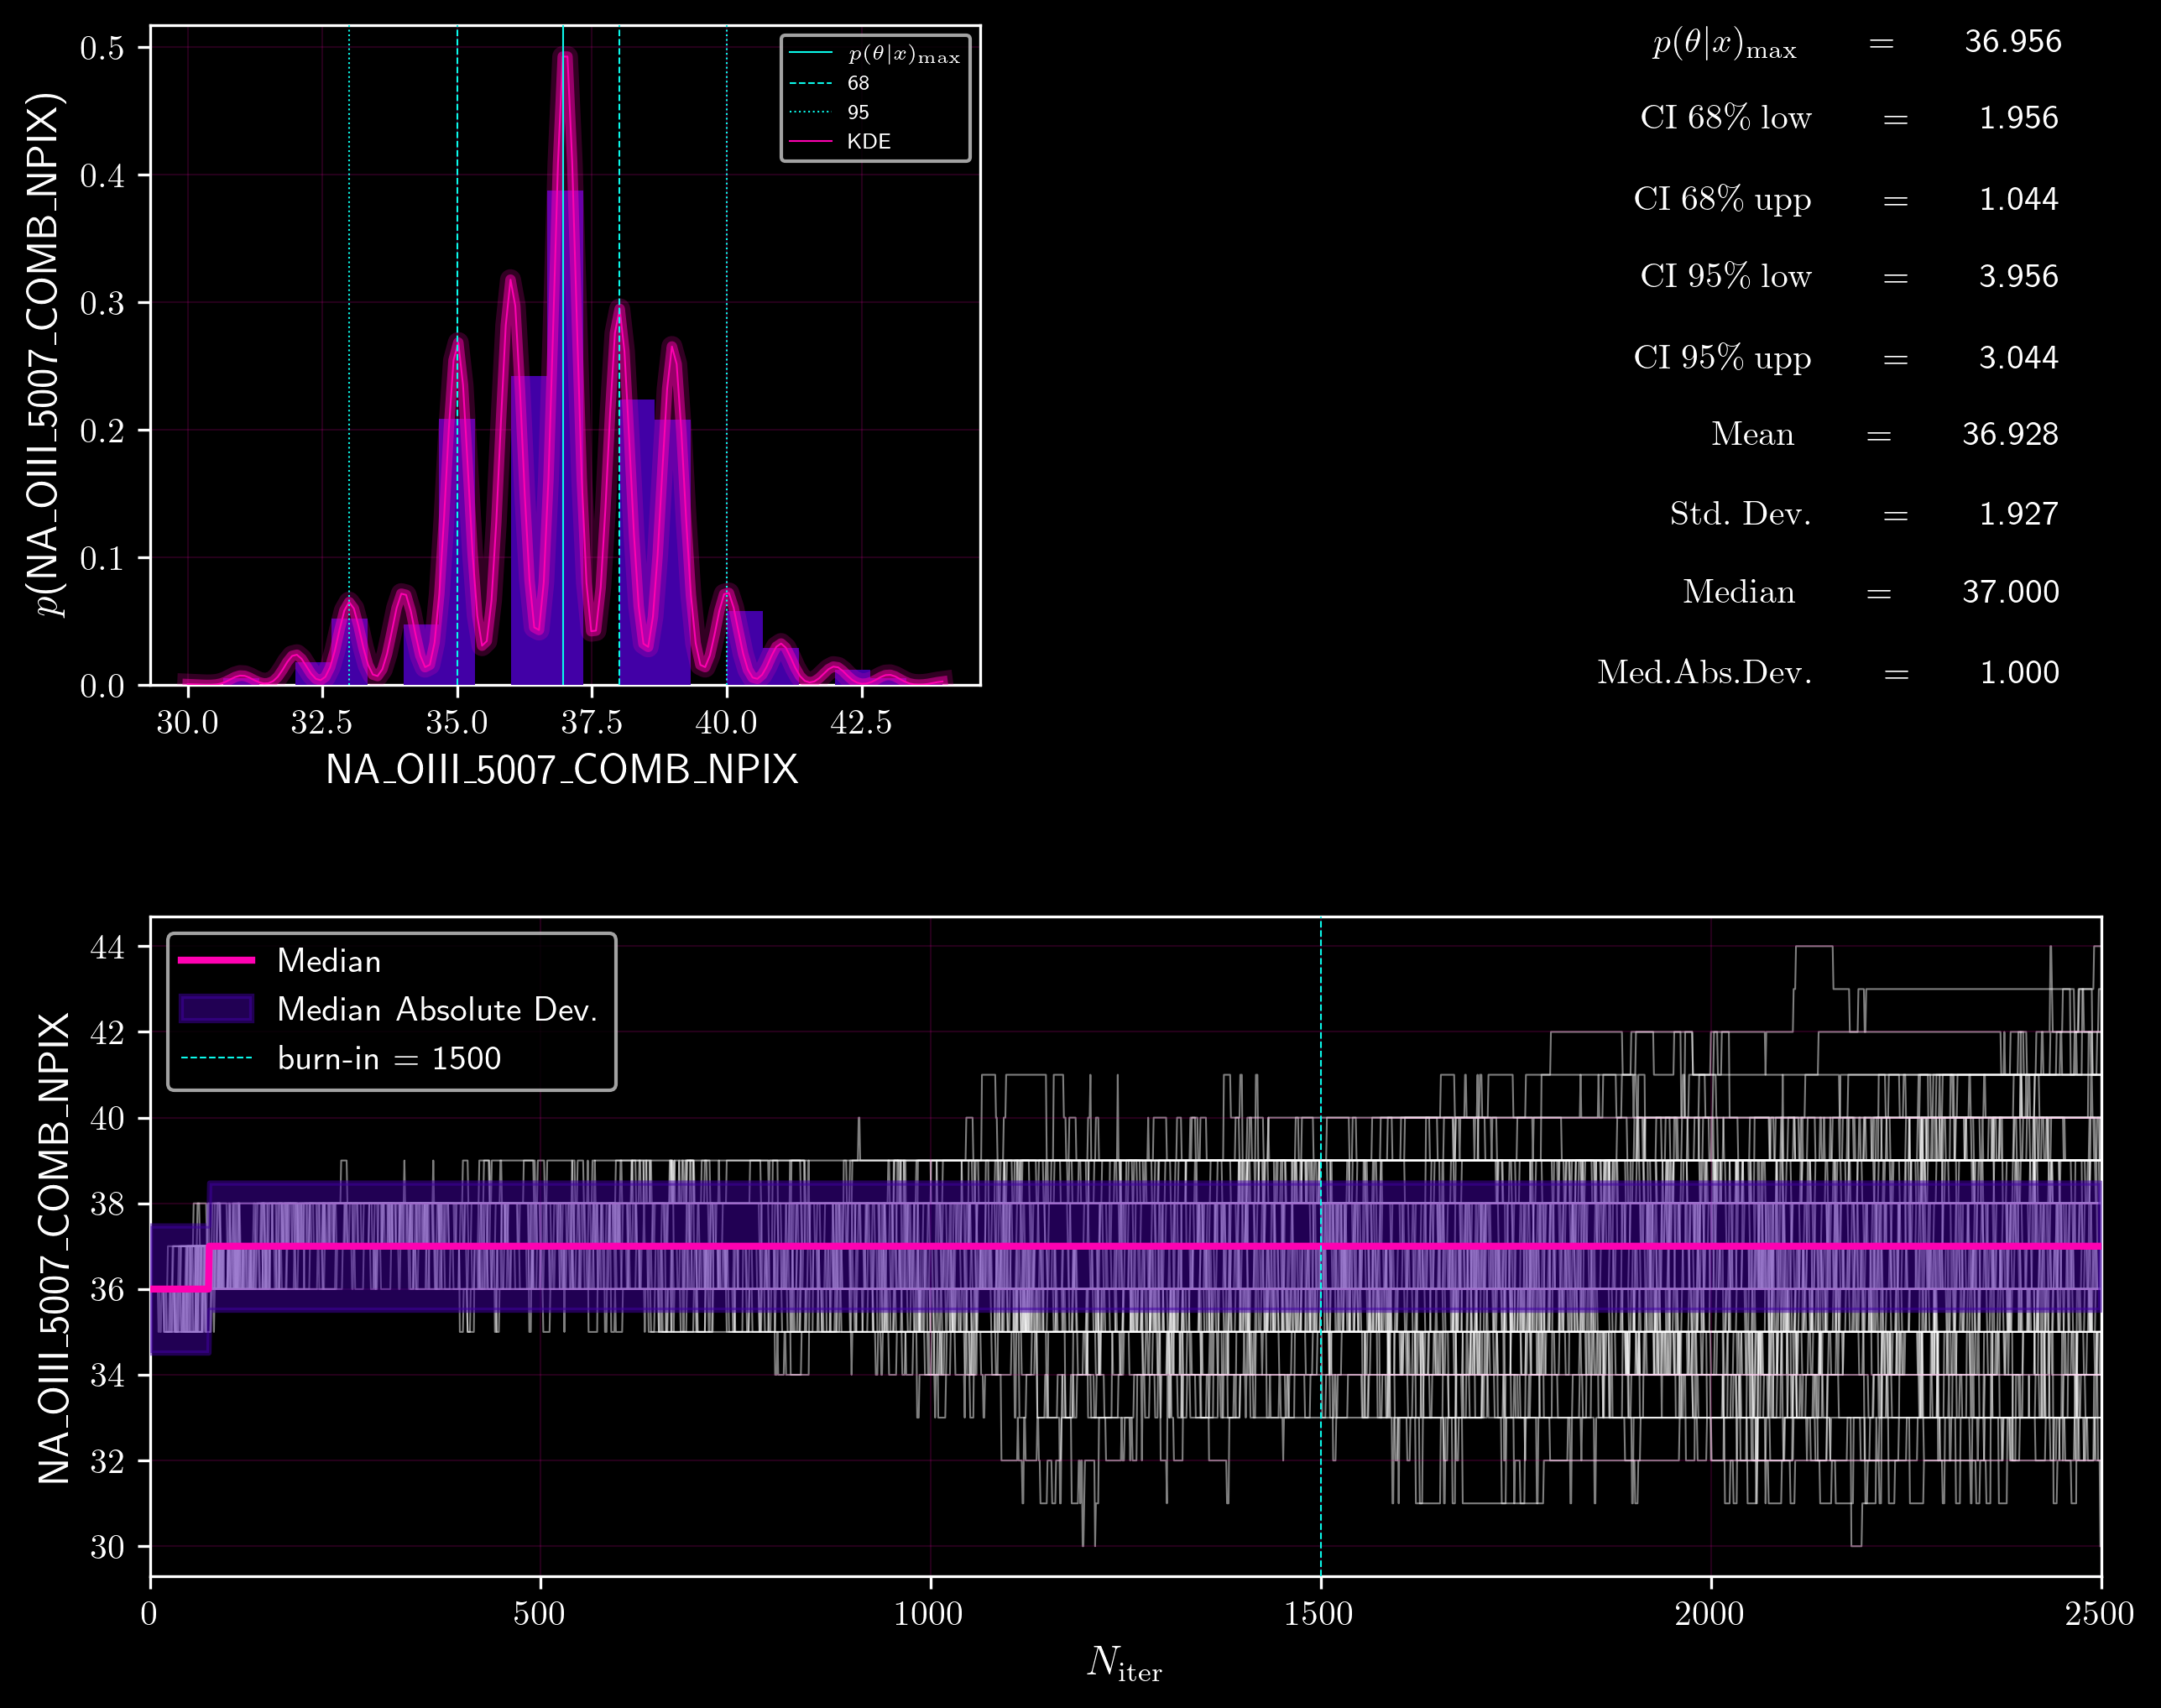 p(θ|x)max
68
95
KDE
0.5
0.4
0.3
0.2
0.1
0.0
30.0 32.5 35.0 37.5 40.0 42.5
p(NA_OIII_5007_COMB_NPIX)
NA_OIII_5007_COMB_NPIX
p(θ|x)max = 36.956
CI 68% low = 1.956
CI 68% upp = 1.044
CI 95% low = 3.956
CI 95% upp = 3.044
Mean = 36.928
Std. Dev. = 1.927
Median = 37.000
Med.Abs.Dev. = 1.000
Median
Median Absolute Dev.
burn-in = 1500
44
42
40
38
36
34
32
30
NA_OIII_5007_COMB_NPIX
0 500 1000 1500 2000 2500
Niter